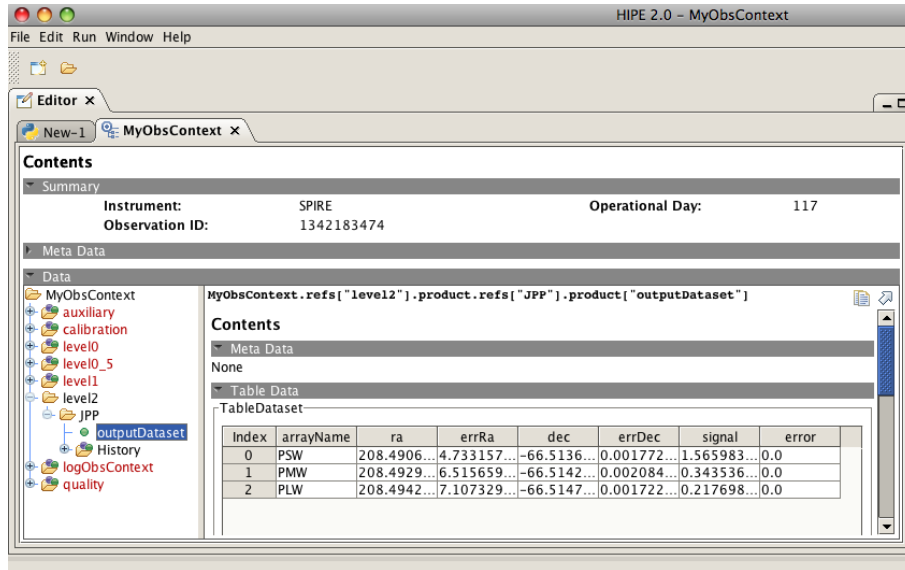 HIPE 2.0 – MyObsContext
File Edit Run Window Help
Editor ×
New-1 MyObsContext ×
Contents
Summary
Instrument: SPIRE Operational Day: 117
Observation ID: 1342183474
Meta Data
Data
MyObsContext
auxiliary
calibration
level0
level0_5
level1
level2
JPP
outputDataset
History
logObsContext
quality
MyObsContext.refs["level2"].product.refs["JPP"].product["outputDataset"]
Contents
Meta Data
None
Table Data
TableDataset
Index arrayName ra errRa dec errDec signal error
0 PSW 208.4906... 4.733157... -66.5136... 0.001772... 1.565983... 0.0
1 PMW 208.4929... 6.515659... -66.5142... 0.002084... 0.343536... 0.0
2 PLW 208.4942... 7.107329... -66.5147... 0.001722... 0.217698... 0.0